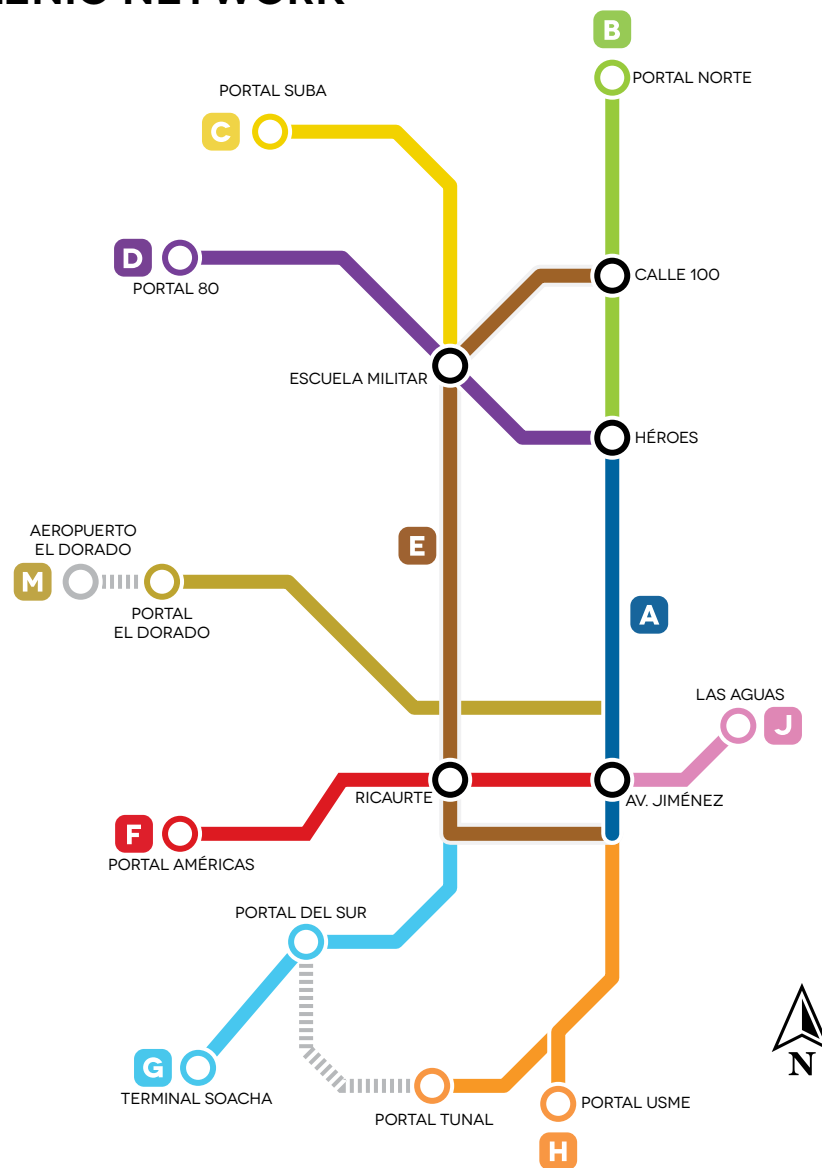 B
PORTAL NORTE
PORTAL SUBA
C
D
PORTAL 80
CALLE 100
ESCUELA MILITAR
HÉROES
AEROPUERTO
EL DORADO
E
M
PORTAL
EL DORADO
A
LAS AGUAS
J
RICAURTE
AV. JIMÉNEZ
F
PORTAL AMÉRICAS
PORTAL DEL SUR
G
TERMINAL SOACHA
PORTAL TUNAL
PORTAL USME
H
N